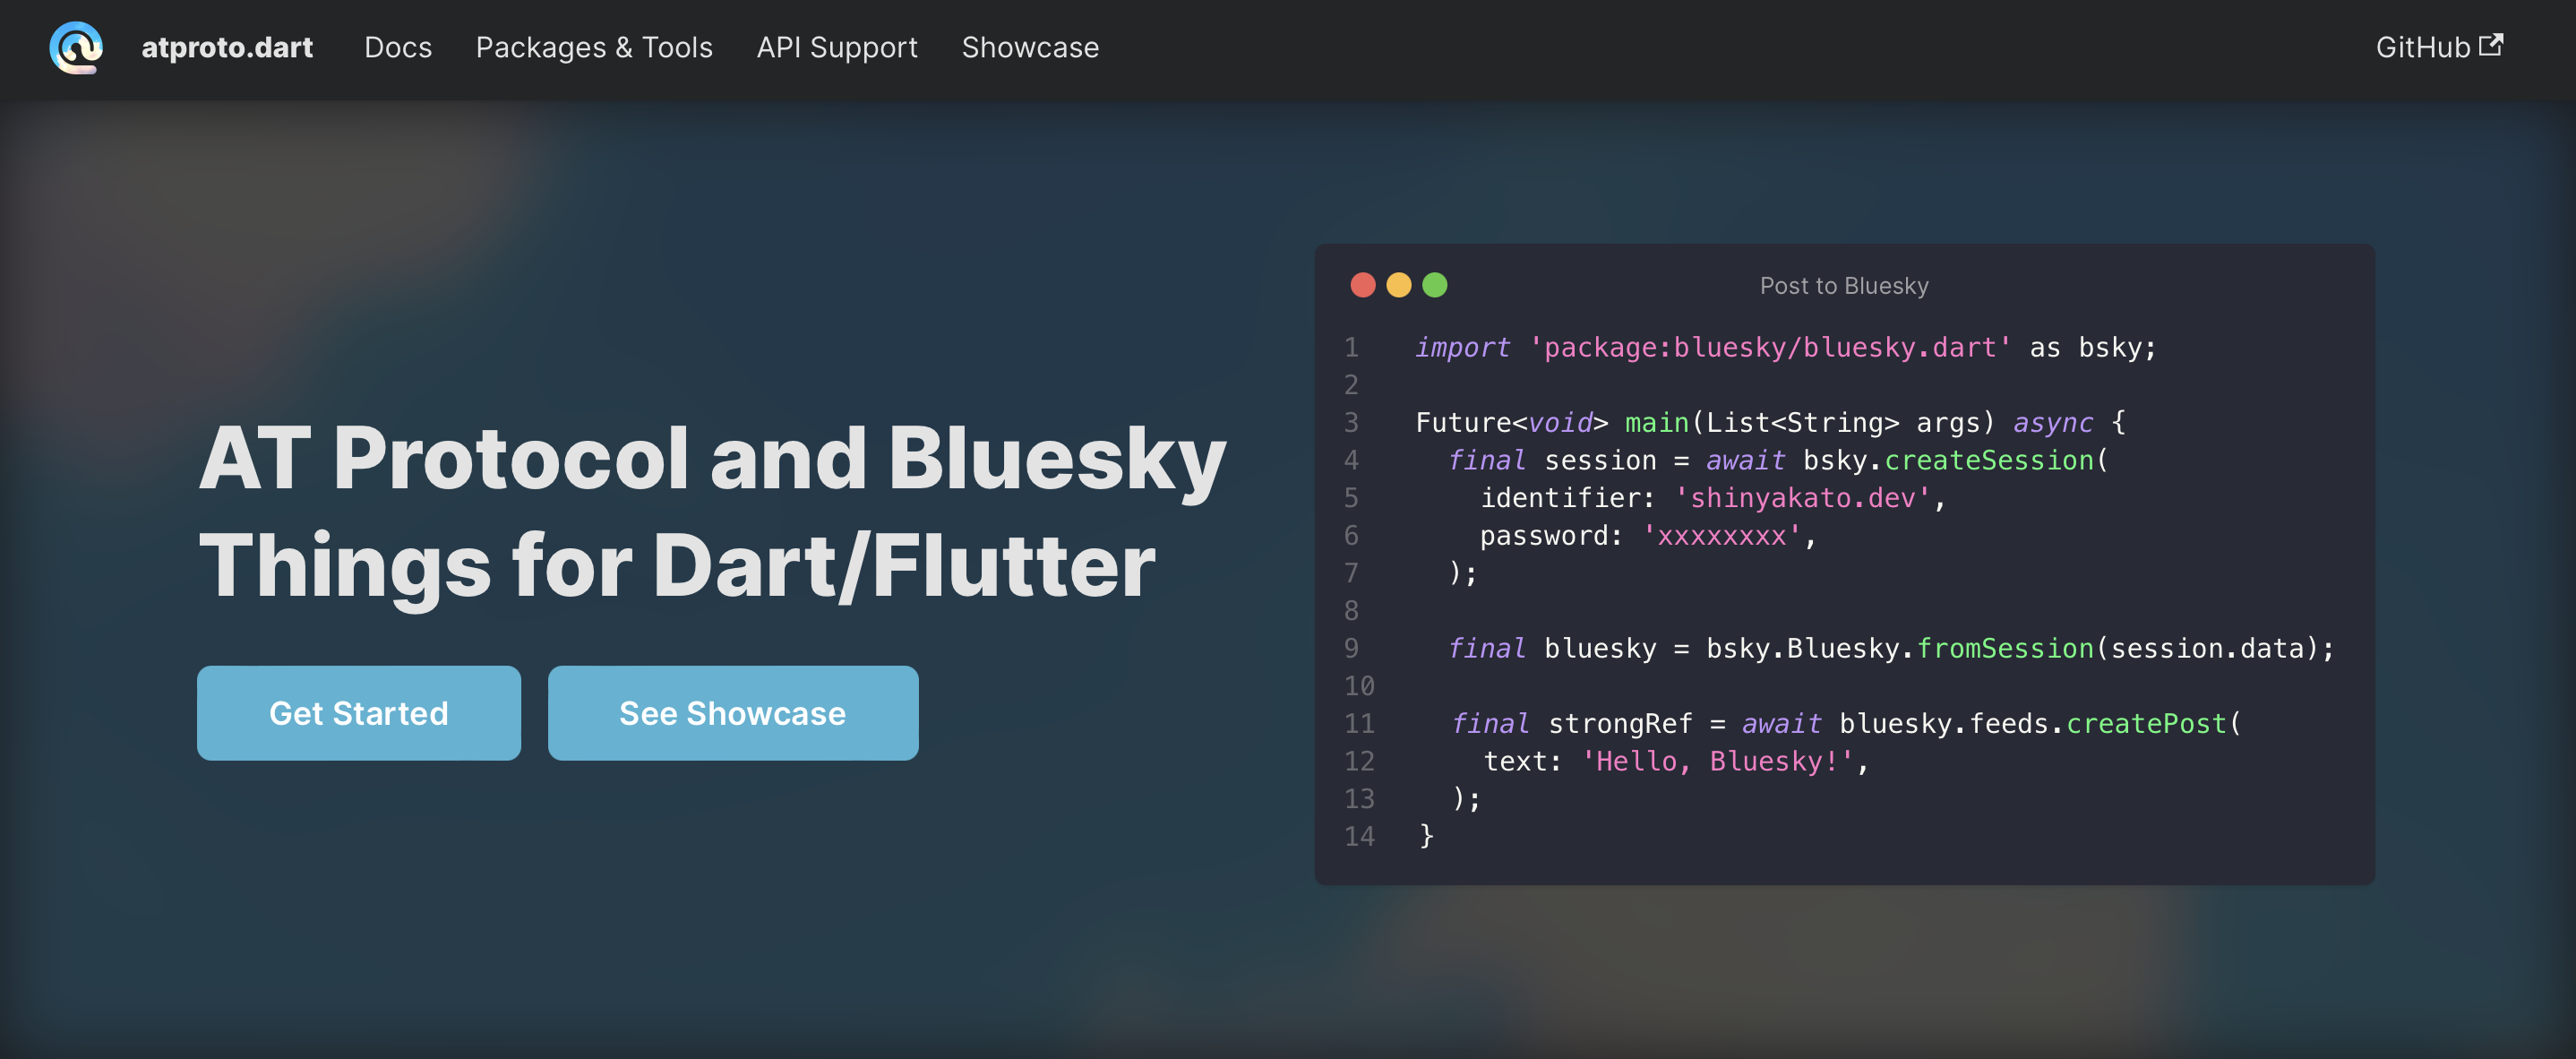 atproto.dart Docs Packages & Tools API Support Showcase GitHub
AT Protocol and Bluesky
Things for Dart/Flutter
Get Started See Showcase
Post to Bluesky
1 import 'package:bluesky/bluesky.dart' as bsky;
2
3 Future<void> main(List<String> args) async {
4   final session = await bsky.createSession(
5     identifier: 'shinyakato.dev',
6     password: 'xxxxxxxx',
7   );
8
9   final bluesky = bsky.Bluesky.fromSession(session.data);
10
11   final strongRef = await bluesky.feeds.createPost(
12     text: 'Hello, Bluesky!',
13   );
14 }